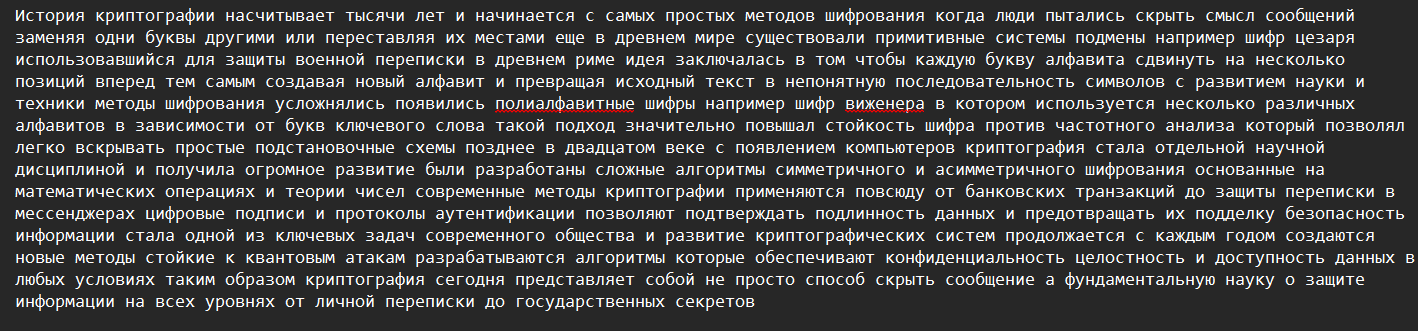 История криптографии насчитывает тысячи лет и начинается с самых простых методов шифрования когда люди пытались скрыть смысл сообщений
заменяя одни буквы другими или переставляя их местами еще в древнем мире существовали примитивные системы подмены например шифр цезаря
использовавшийся для защиты военной переписки в древнем риме идея заключалась в том чтобы каждую букву алфавита сдвинуть на несколько
позиций вперед тем самым создавая новый алфавит и превращая исходный текст в непонятную последовательность символов с развитием науки и
техники методы шифрования усложнялись появились полиалфавитные шифры например шифр виженера в котором используется несколько различных
алфавитов в зависимости от букв ключевого слова такой подход значительно повышал стойкость шифра против частотного анализа который позволял
легко вскрывать простые подстановочные схемы позднее в двадцатом веке с появлением компьютеров криптография стала отдельной научной
дисциплиной и получила огромное развитие были разработаны сложные алгоритмы симметричного и асимметричного шифрования основанные на
математических операциях и теории чисел современные методы криптографии применяются повсюду от банковских транзакций до защиты переписки в
мессенджерах цифровые подписи и протоколы аутентификации позволяют подтверждать подлинность данных и предотвращать их подделку безопасность
информации стала одной из ключевых задач современного общества и развитие криптографических систем продолжается с каждым годом создаются
новые методы стойкие к квантовым атакам разрабатываются алгоритмы которые обеспечивают конфиденциальность целостность и доступность данных в
любых условиях таким образом криптография сегодня представляет собой не просто способ скрыть сообщение а фундаментальную науку о защите
информации на всех уровнях от личной переписки до государственных секретов